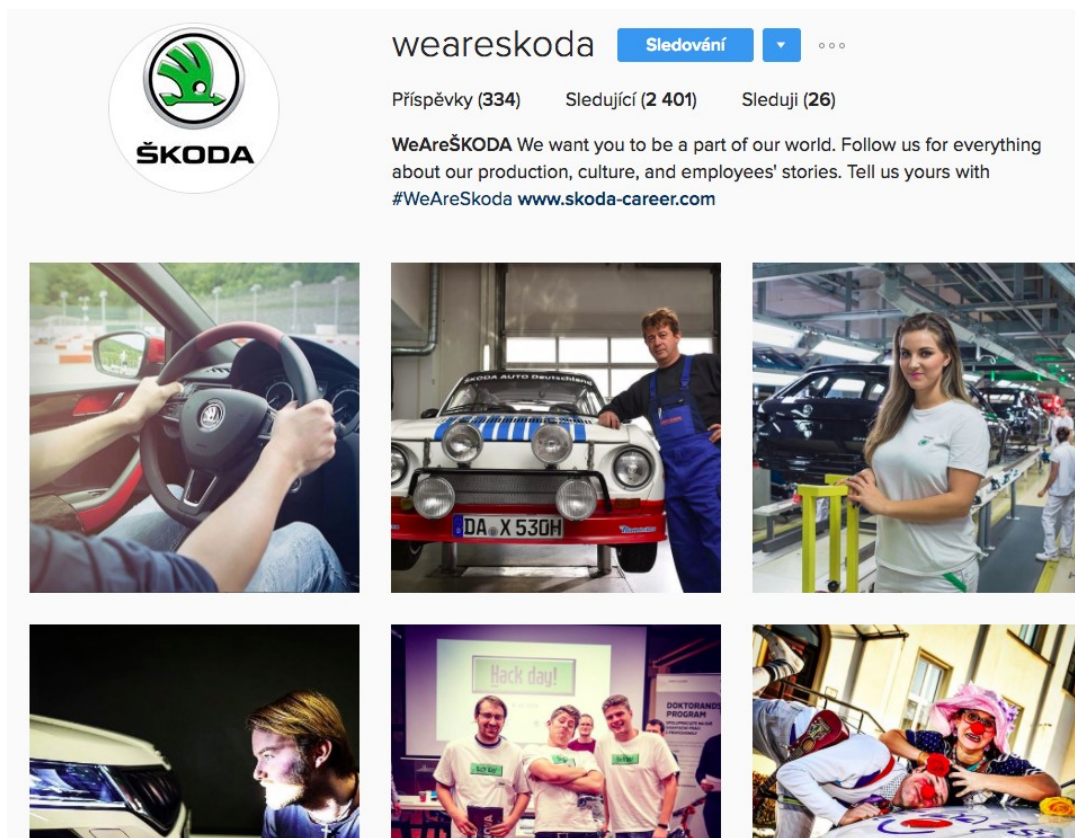 weareskoda Sledování
Příspěvky (334) Sledující (2 401) Sleduji (26)
WeAreŠKODA We want you to be a part of our world. Follow us for everything
about our production, culture, and employees' stories. Tell us yours with
#WeAreSkoda www.skoda-career.com
ŠKODA
ŠKODA AUTO Deutschland
DA X 530H
Hack day!
DOKTORANDS
PROGRAM